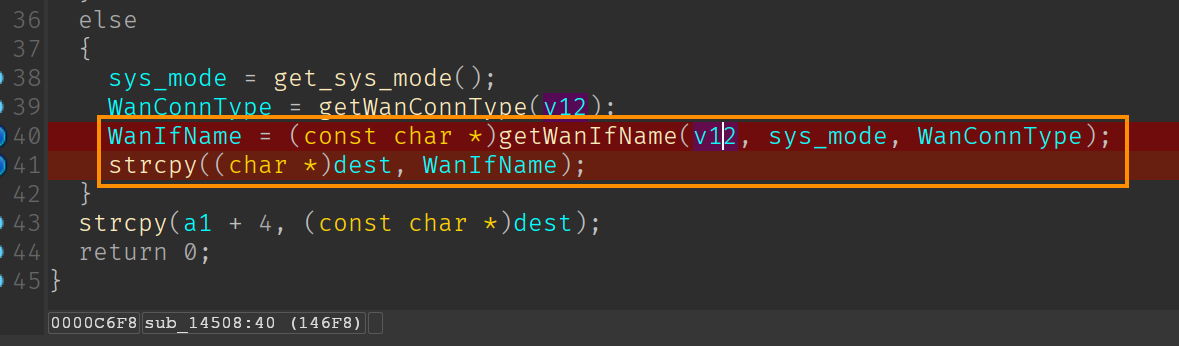 36 else
37 {
38 sys_mode = get_sys_mode();
39 WanConnType = getWanConnType(v12);
40 WanIfName = (const char *)getWanIfName(v12, sys_mode, WanConnType);
41 strcpy((char *)dest, WanIfName);
42 }
43 strcpy(a1 + 4, (const char *)dest);
44 return 0;
45 }
0000C6F8 sub_14508:40 (146F8)